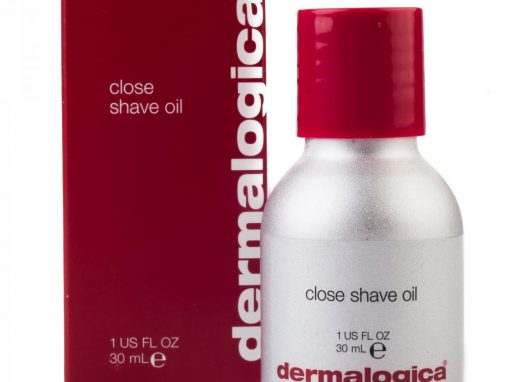 close
shave oil
1 US FL OZ
30 mL ℮
dermalogica
close shave oil
1 US FL OZ
30 mL ℮
dermalogica®